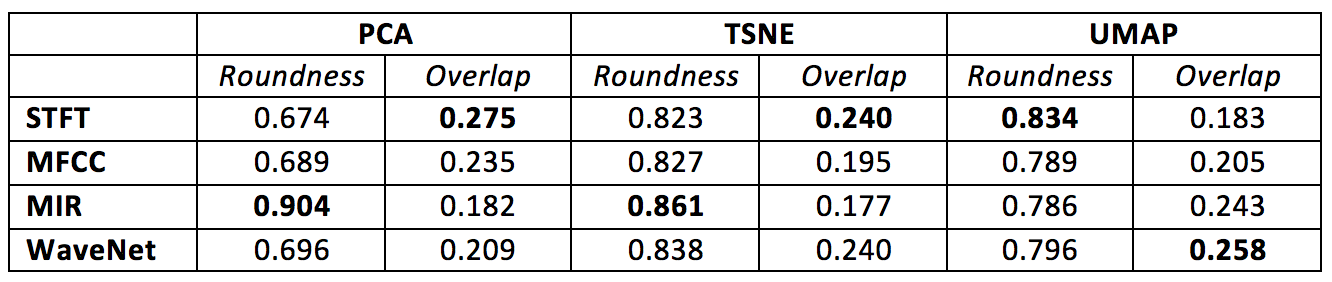 PCA TSNE UMAP
Roundness Overlap Roundness Overlap Roundness Overlap
STFT 0.674 0.275 0.823 0.240 0.834 0.183
MFCC 0.689 0.235 0.827 0.195 0.789 0.205
MIR 0.904 0.182 0.861 0.177 0.786 0.243
WaveNet 0.696 0.209 0.838 0.240 0.796 0.258